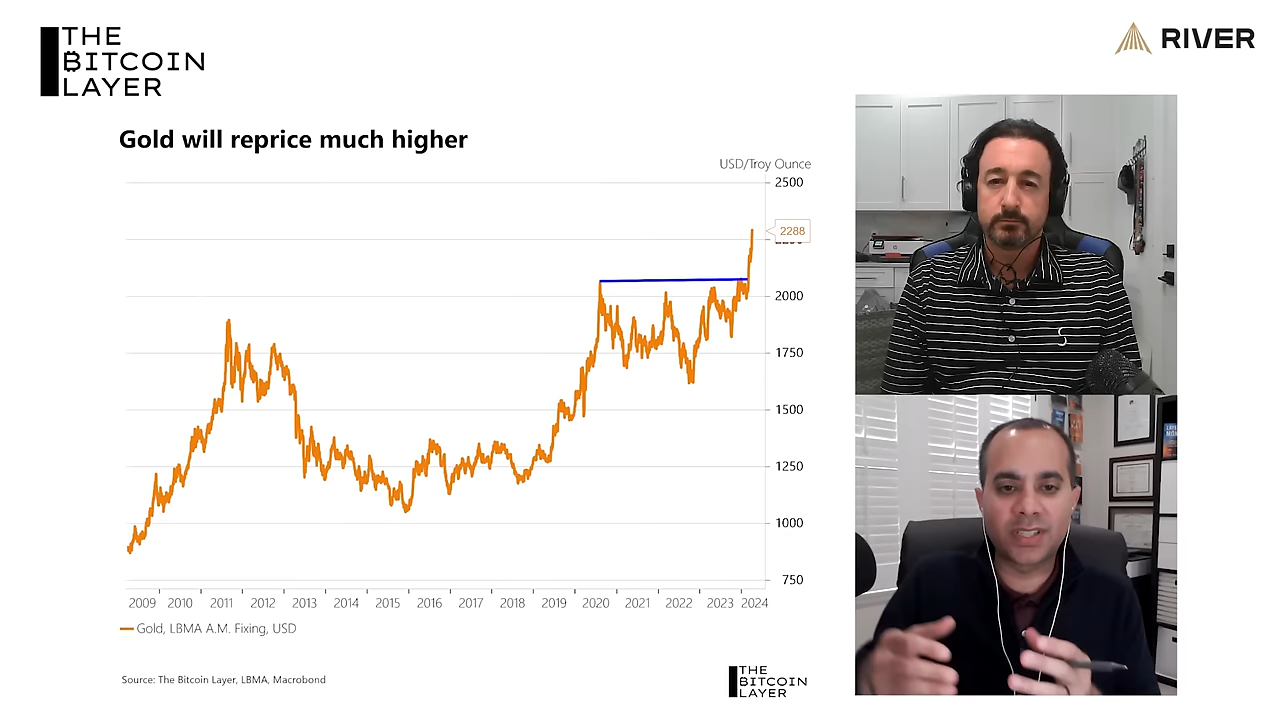 THE
BITCOIN
LAYER
RIVER
Gold will reprice much higher
USD/Troy Ounce
2500
2288
2000
1750
1500
1250
1000
750
2009 2010 2011 2012 2013 2014 2015 2016 2017 2018 2019 2020 2021 2022 2023 2024
Gold, LBMA A.M. Fixing, USD
Source: The Bitcoin Layer, LBMA, Macrobond
THE
BITCOIN
LAYER